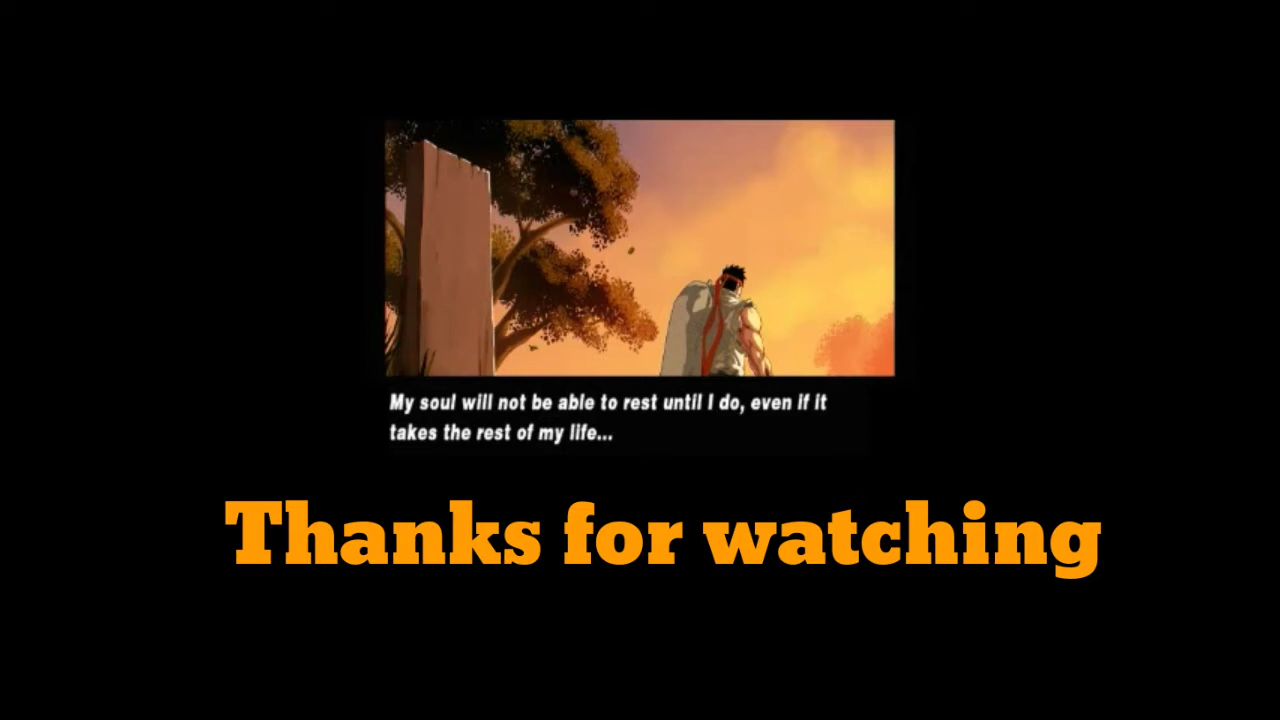 My soul will not be able to rest until I do, even if it
takes the rest of my life...
Thanks for watching